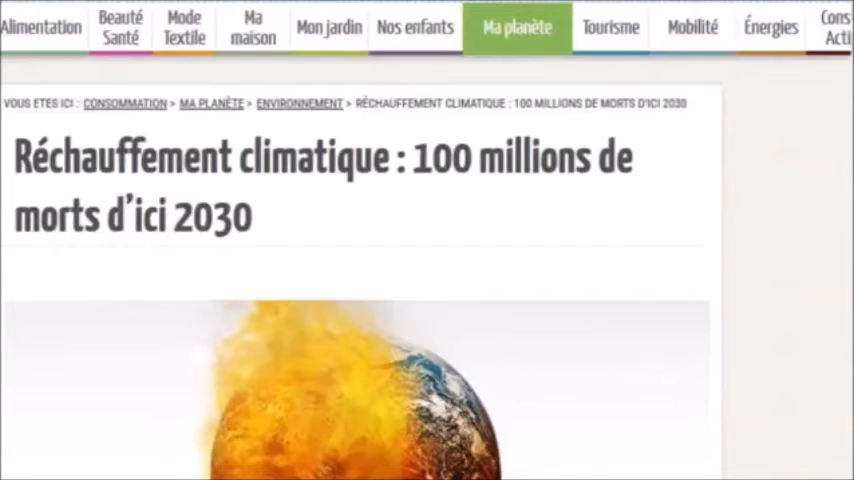 Alimentation
Beauté
Santé
Mode
Textile
Ma
maison
Mon jardin
Nos enfants
Ma planète
Tourisme
Mobilité
Énergies
Cons
Acti
VOUS ETES ICI : CONSOMMATION > MA PLANÈTE > ENVIRONNEMENT > RÉCHAUFFEMENT CLIMATIQUE : 100 MILLIONS DE MORTS D'ICI 2030
Réchauffement climatique : 100 millions de
morts d'ici 2030